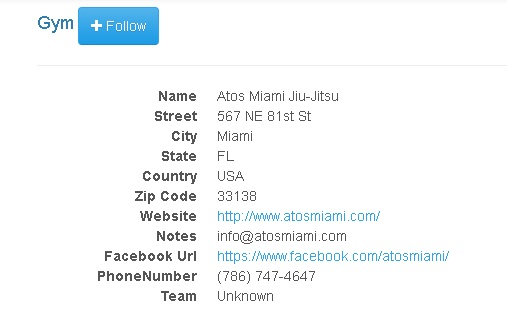 Gym + Follow
Name Atos Miami Jiu-Jitsu
Street 567 NE 81st St
City Miami
State FL
Country USA
Zip Code 33138
Website http://www.atosmiami.com/
Notes info@atosmiami.com
Facebook Url https://www.facebook.com/atosmiami/
PhoneNumber (786) 747-4647
Team Unknown